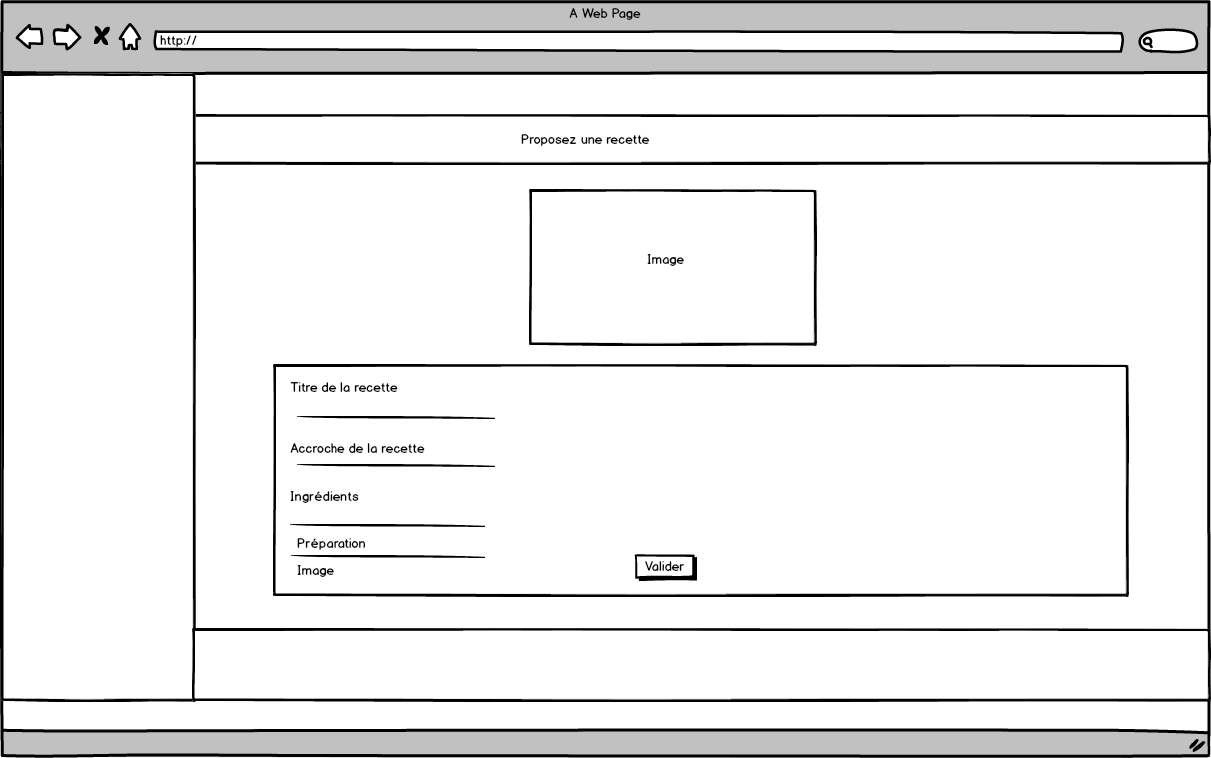 A Web Page
http://
Proposez une recette
Image
Titre de la recette
Accroche de la recette
Ingrédients
Préparation
Image
Valider